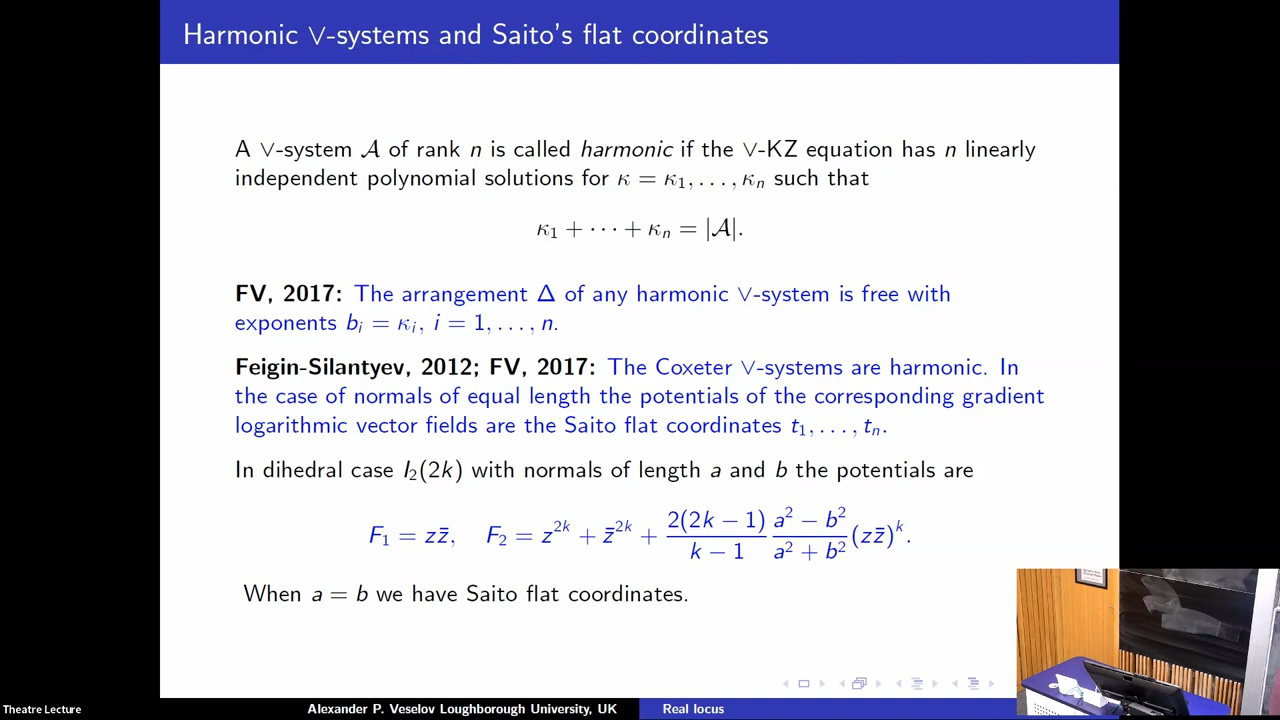 Harmonic ∨-systems and Saito's flat coordinates
A ∨-system 𝒜 of rank n is called harmonic if the ∨-KZ equation has n linearly
independent polynomial solutions for κ = κ₁, . . . , κₙ such that
κ₁ + · · · + κₙ = |𝒜|.
FV, 2017: The arrangement Δ of any harmonic ∨-system is free with
exponents bᵢ = κᵢ, i = 1, . . . , n.
Feigin-Silantyev, 2012; FV, 2017: The Coxeter ∨-systems are harmonic. In
the case of normals of equal length the potentials of the corresponding gradient
logarithmic vector fields are the Saito flat coordinates t₁, . . . , tₙ.
In dihedral case I₂(2k) with normals of length a and b the potentials are
F₁ = zz̄, F₂ = z²ᵏ + z̄²ᵏ + \frac{2(2k − 1)}{k − 1} \frac{a² − b²}{a² + b²} (zz̄)ᵏ.
When a = b we have Saito flat coordinates.
Theatre Lecture
Alexander P. Veselov Loughborough University, UK
Real locus